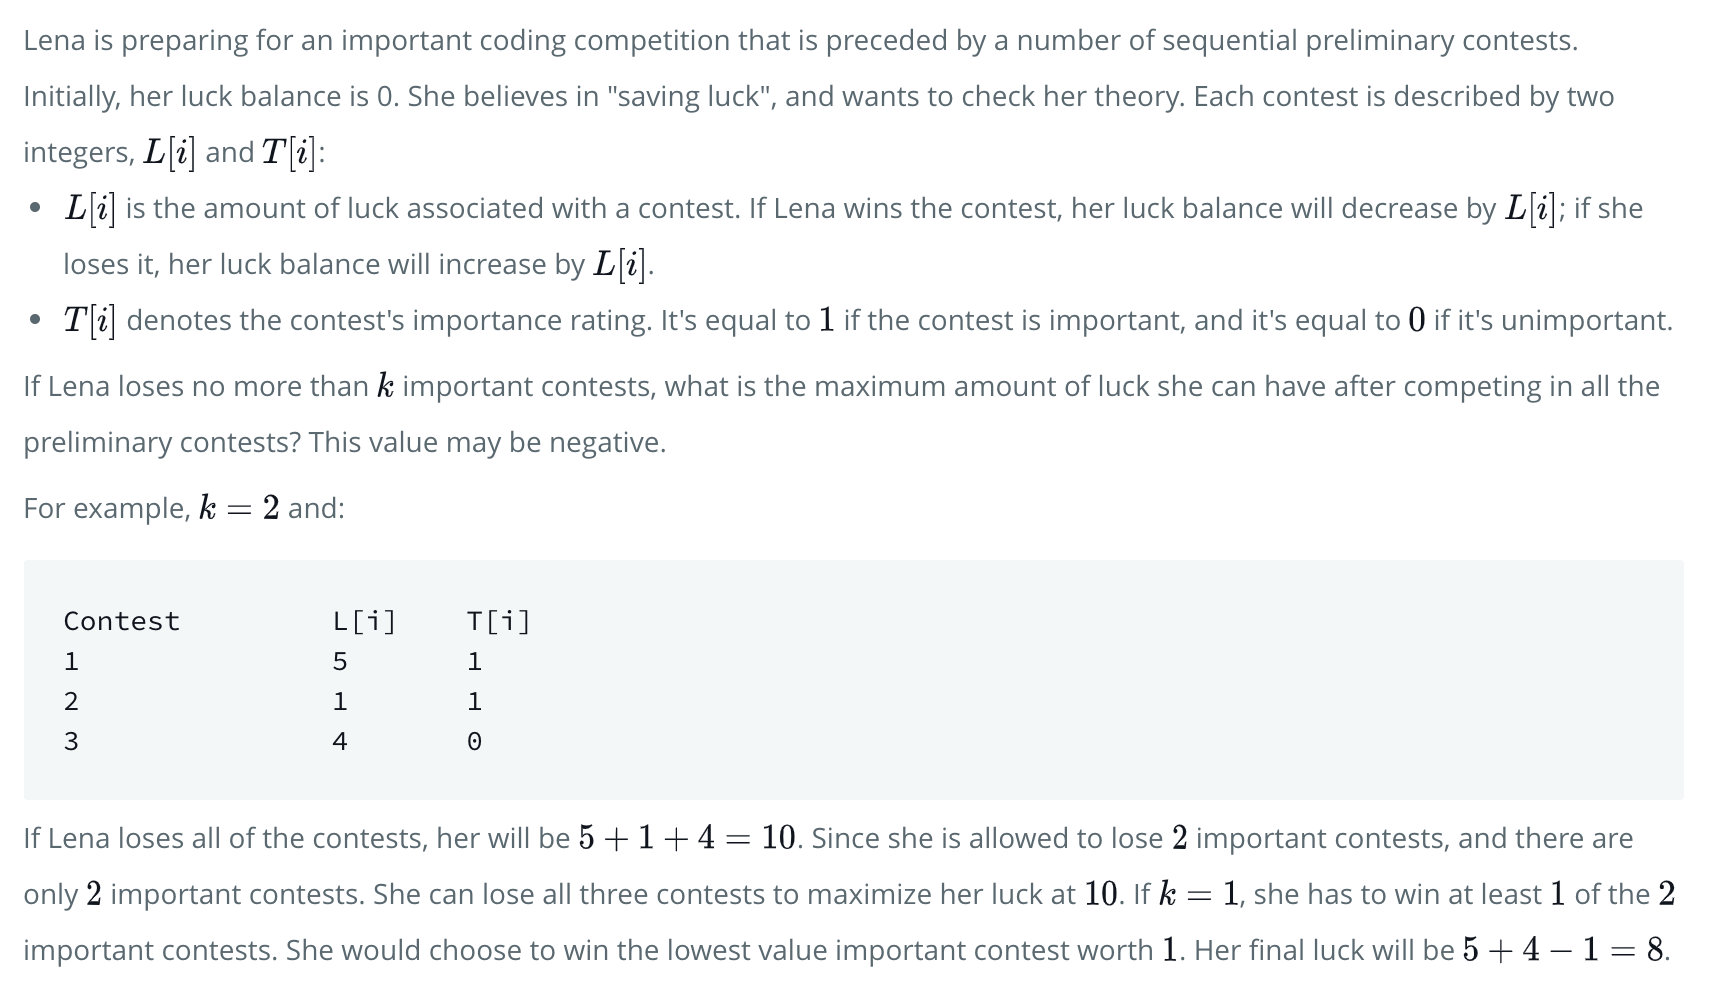 Lena is preparing for an important coding competition that is preceded by a number of sequential preliminary contests.
Initially, her luck balance is 0. She believes in "saving luck", and wants to check her theory. Each contest is described by two
integers, L[i] and T[i]:
• L[i] is the amount of luck associated with a contest. If Lena wins the contest, her luck balance will decrease by L[i]; if she
loses it, her luck balance will increase by L[i].
• T[i] denotes the contest's importance rating. It's equal to 1 if the contest is important, and it's equal to 0 if it's unimportant.
If Lena loses no more than k important contests, what is the maximum amount of luck she can have after competing in all the
preliminary contests? This value may be negative.
For example, k = 2 and:
Contest L[i] T[i]
1 5 1
2 1 1
3 4 0
If Lena loses all of the contests, her will be 5 + 1 + 4 = 10. Since she is allowed to lose 2 important contests, and there are
only 2 important contests. She can lose all three contests to maximize her luck at 10. If k = 1, she has to win at least 1 of the 2
important contests. She would choose to win the lowest value important contest worth 1. Her final luck will be 5 + 4 − 1 = 8.